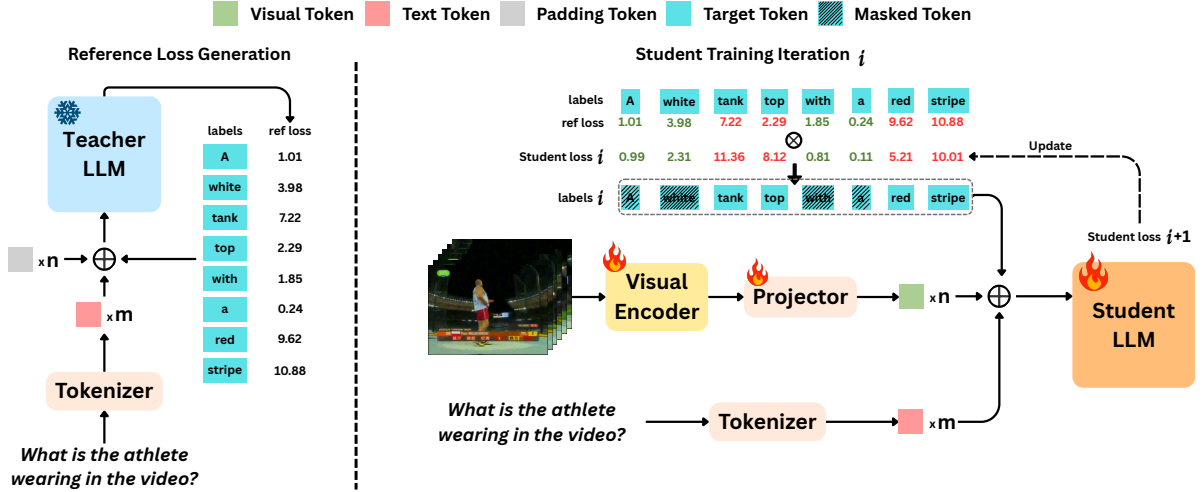 Visual Token Text Token Padding Token Target Token Masked Token
Reference Loss Generation
Teacher
LLM
labels ref loss
A 1.01
white 3.98
tank 7.22
top 2.29
with 1.85
a 0.24
red 9.62
stripe 10.88
x n
x m
Tokenizer
What is the athlete
wearing in the video?
Student Training Iteration i
labels A white tank top with a red stripe
ref loss 1.01 3.98 7.22 2.29 1.85 0.24 9.62 10.88
⊗
Student loss i 0.99 2.31 11.36 8.12 0.81 0.11 5.21 10.01
Update
labels i A white tank top with a red stripe
Student loss i+1
Visual
Encoder
Projector
x n
Student
LLM
What is the athlete
wearing in the video?
Tokenizer
x m